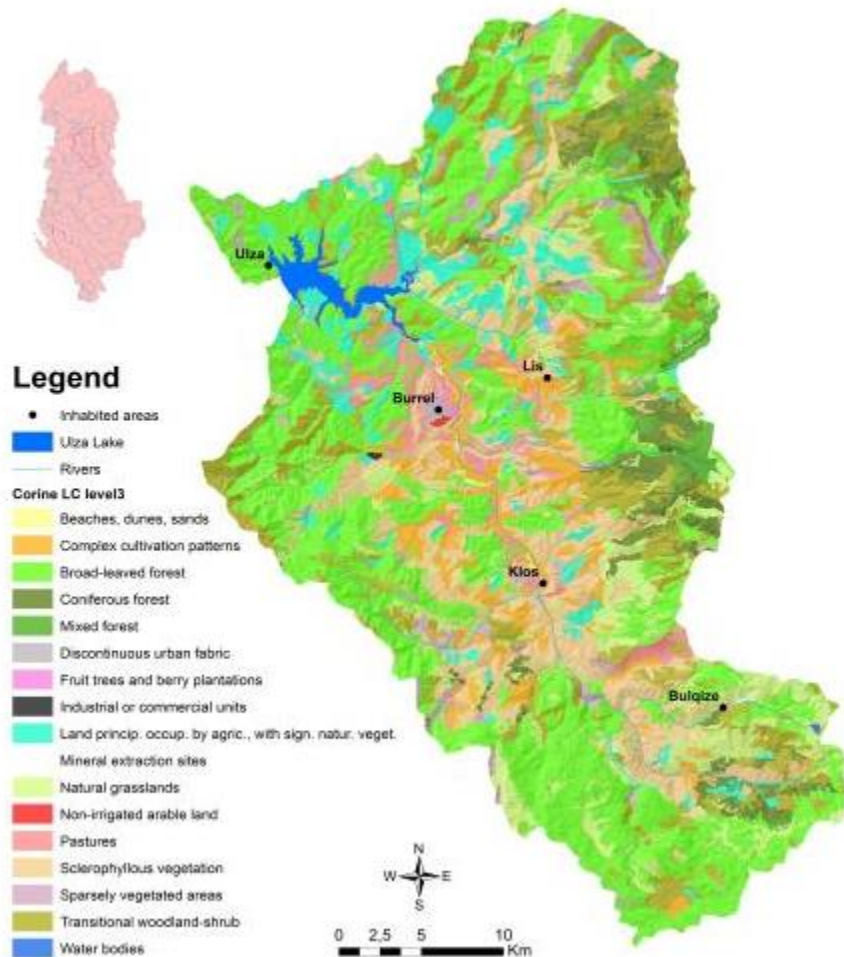 Ulza
Lis
Burrel
Klos
Bulqize
Legend
Inhabited areas
Ulza Lake
Rivers
Corine LC level3
Beaches, dunes, sands
Complex cultivation patterns
Broad-leaved forest
Coniferous forest
Mixed forest
Discontinuous urban fabric
Fruit trees and berry plantations
Industrial or commercial units
Land princip. occup. by agric., with sign. natur. veget.
Mineral extraction sites
Natural grasslands
Non-irrigated arable land
Pastures
Sclerophyllous vegetation
Sparsely vegetated areas
Transitional woodland-shrub
Water bodies
N
W E
S
0 2,5 5 10
Km